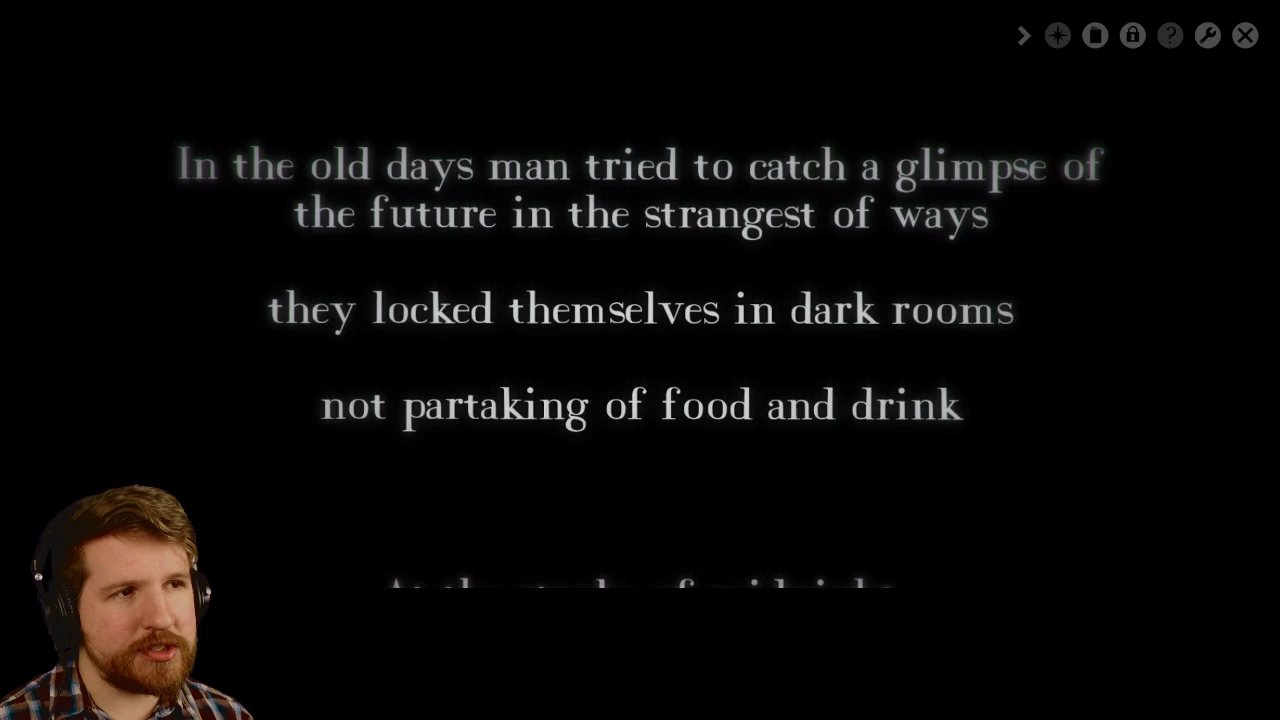 In the old days man tried to catch a glimpse of
the future in the strangest of ways
they locked themselves in dark rooms
not partaking of food and drink